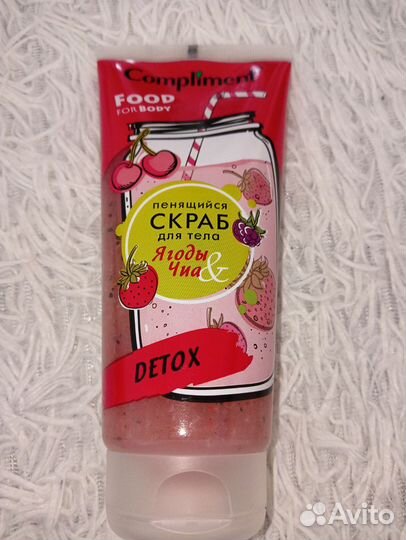 Compliment
FOOD
FOR BODY
пенящийся
СКРАБ
для тела
Ягоды
& Чиа
DETOX
Avito